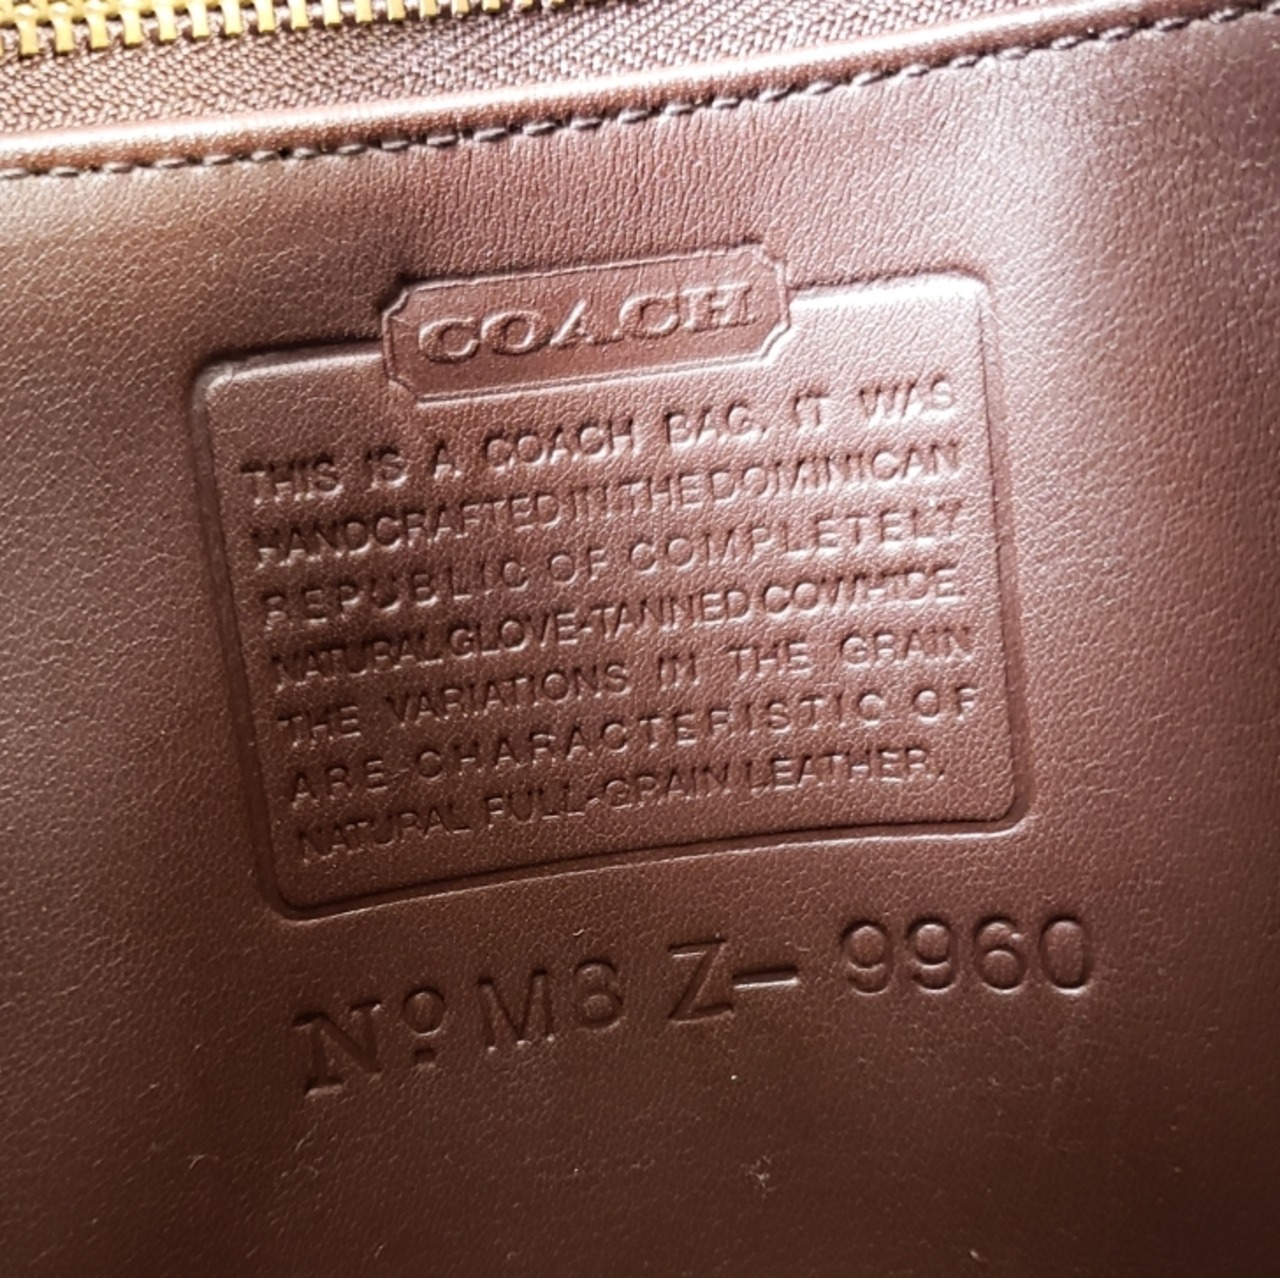 COACH
THIS IS A COACH BAG. IT WAS
HANDCRAFTED IN THE DOMINICAN
REPUBLIC OF COMPLETELY
NATURAL GLOVE-TANNED COWHIDE.
THE VARIATIONS IN THE GRAIN
ARE CHARACTERISTIC OF
NATURAL FULL-GRAIN LEATHER.
Nº M8Z-9960